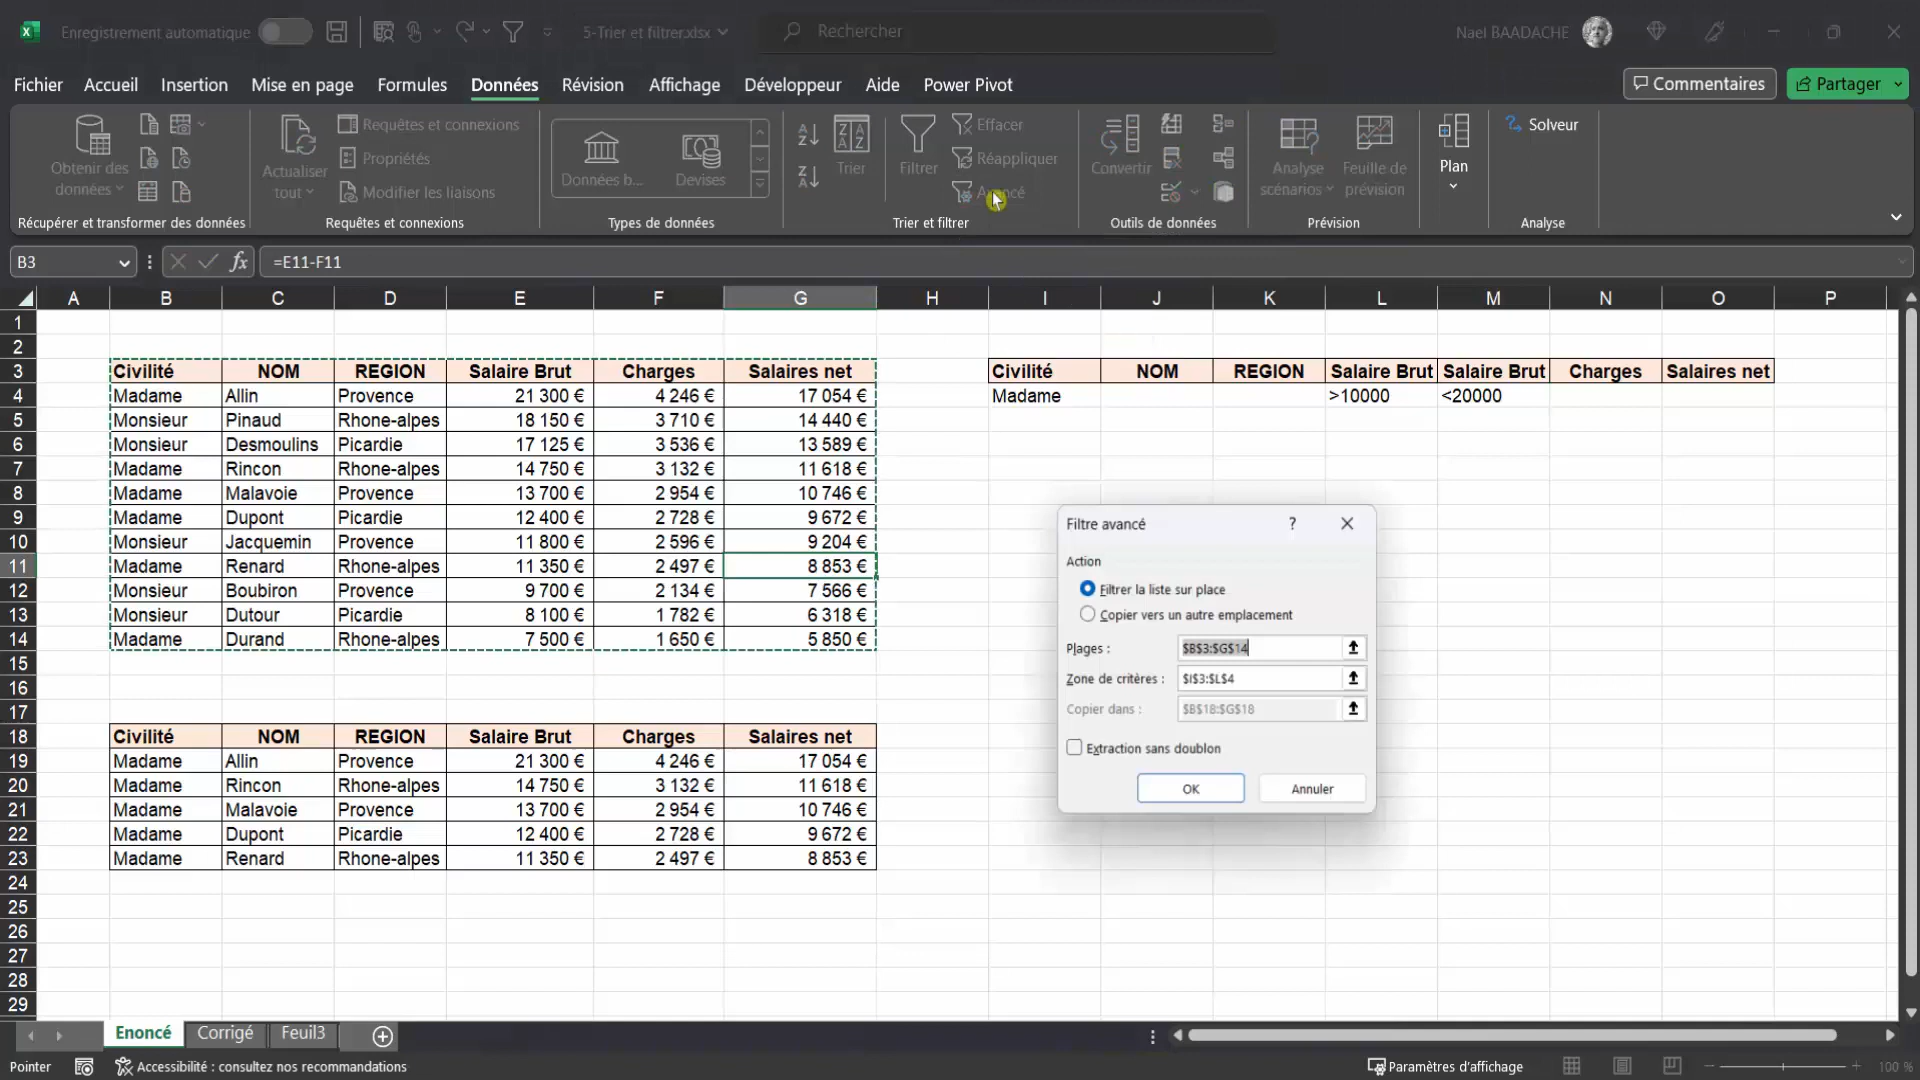 Enregistrement automatique 5-Trier et filtrer.xlsx Rechercher Nael BAADACHE
Fichier Accueil Insertion Mise en page Formules Données Révision Affichage Développeur Aide Power Pivot Commentaires Partager
Obtenir des données
Récupérer et transformer des données
Actualiser tout
Requêtes et connexions
Propriétés
Modifier les liaisons
Requêtes et connexions
Données b...
Devises
Types de données
Trier
Filtrer
Effacer
Réappliquer
Avancé
Trier et filtrer
Convertir
Outils de données
Analyse scénarios
Feuille de prévision
Prévision
Plan
Solveur
Analyse
B3 fx =E11-F11
A B C D E F G H I J K L M N O P
1
2
3 Civilité NOM REGION Salaire Brut Charges Salaires net Civilité NOM REGION Salaire Brut Salaire Brut Charges Salaires net
4 Madame Allin Provence 21 300 € 4 246 € 17 054 € Madame >10000 <20000
5 Monsieur Pinaud Rhone-alpes 18 150 € 3 710 € 14 440 €
6 Monsieur Desmoulins Picardie 17 125 € 3 536 € 13 589 €
7 Madame Rincon Rhone-alpes 14 750 € 3 132 € 11 618 €
8 Madame Malavoie Provence 13 700 € 2 954 € 10 746 €
9 Madame Dupont Picardie 12 400 € 2 728 € 9 672 €
10 Monsieur Jacquemin Provence 11 800 € 2 596 € 9 204 €
11 Madame Renard Rhone-alpes 11 350 € 2 497 € 8 853 €
12 Monsieur Boubiron Provence 9 700 € 2 134 € 7 566 €
13 Monsieur Dutour Picardie 8 100 € 1 782 € 6 318 €
14 Madame Durand Rhone-alpes 7 500 € 1 650 € 5 850 €
15
16
17
18 Civilité NOM REGION Salaire Brut Charges Salaires net
19 Madame Allin Provence 21 300 € 4 246 € 17 054 €
20 Madame Rincon Rhone-alpes 14 750 € 3 132 € 11 618 €
21 Madame Malavoie Provence 13 700 € 2 954 € 10 746 €
22 Madame Dupont Picardie 12 400 € 2 728 € 9 672 €
23 Madame Renard Rhone-alpes 11 350 € 2 497 € 8 853 €
24
25
26
27
28
29
Filtre avancé ?
Action
Filtrer la liste sur place
Copier vers un autre emplacement
Plages : $B$3:$G$14
Zone de critères : $I$3:$L$4
Copier dans : $B$18:$G$18
Extraction sans doublon
OK Annuler
Enoncé Corrigé Feuil3
Pointer Accessibilité : consultez nos recommandations Paramètres d'affichage 100 %